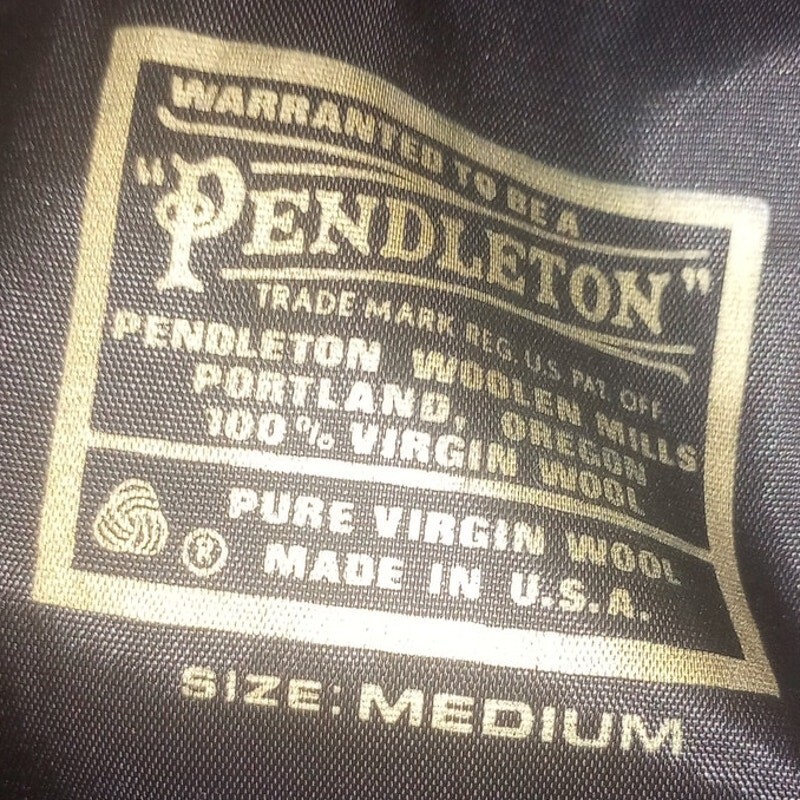 WARRANTED TO BE A
"PENDLETON"
TRADE MARK REG. U.S. PAT. OFF.
PENDLETON WOOLEN MILLS
PORTLAND, OREGON
100% VIRGIN WOOL
PURE VIRGIN WOOL
® MADE IN U.S.A.
SIZE: MEDIUM